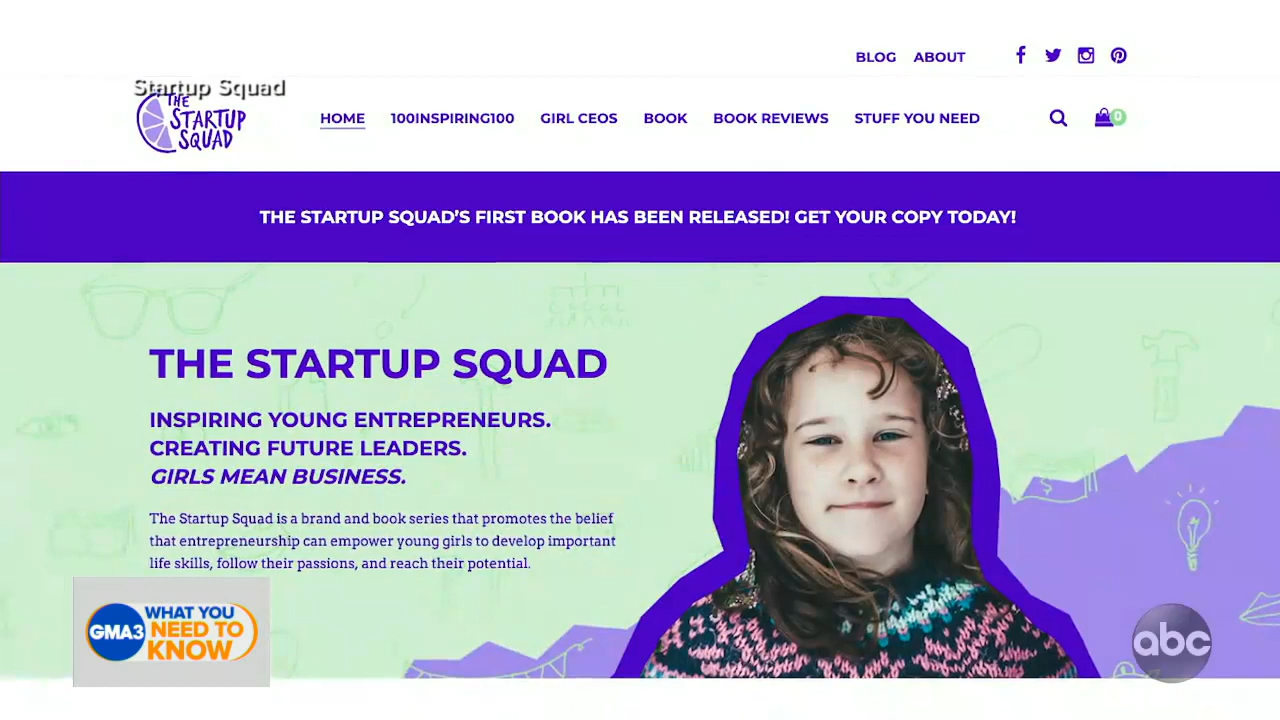 BLOG ABOUT
Startup Squad
THE
STARTUP
SQUAD
HOME 100INSPIRING100 GIRL CEOS BOOK BOOK REVIEWS STUFF YOU NEED
0
THE STARTUP SQUAD'S FIRST BOOK HAS BEEN RELEASED! GET YOUR COPY TODAY!
THE STARTUP SQUAD
INSPIRING YOUNG ENTREPRENEURS.
CREATING FUTURE LEADERS.
GIRLS MEAN BUSINESS.
The Startup Squad is a brand and book series that promotes the belief
that entrepreneurship can empower young girls to develop important
life skills, follow their passions, and reach their potential.
GMA3
WHAT YOU
NEED TO
KNOW
abc